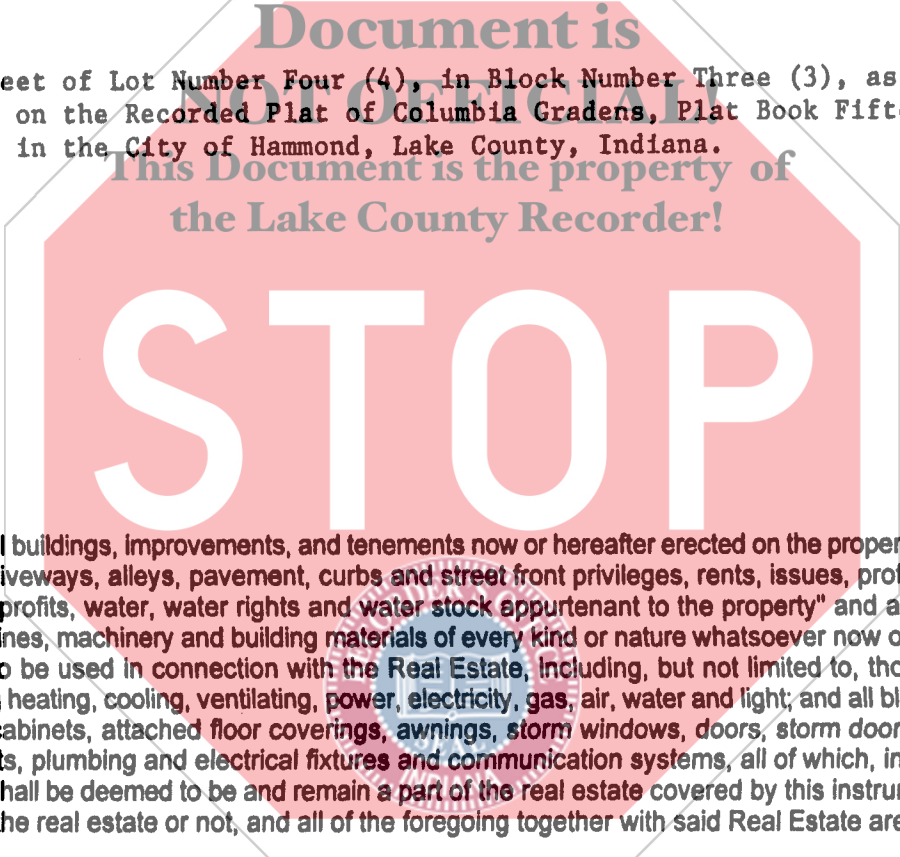 Document is
eet of Lot Number Four (4), in Block Number Three (3), as
NOT OFFICIAL!
on the Recorded Plat of Columbia Gradens, Plat Book Fift
in the City of Hammond, Lake County, Indiana.
This Document is the property of
the Lake County Recorder!
STOP
l buildings, improvements, and tenements now or hereafter erected on the proper
iveways, alleys, pavement, curbs and street front privileges, rents, issues, prof
profits, water, water rights and water stock appurtenant to the property" and a
ines, machinery and building materials of every kind or nature whatsoever now o
o be used in connection with the Real Estate, including, but not limited to, tho
heating, cooling, ventilating, power, electricity, gas, air, water and light; and all bl
abinets, attached floor coverings, awnings, storm windows, doors, storm door
ts, plumbing and electrical fixtures and communication systems, all of which, in
hall be deemed to be and remain a part of the real estate covered by this instru
he real estate or not, and all of the foregoing together with said Real Estate are
SEAL
INDIANA